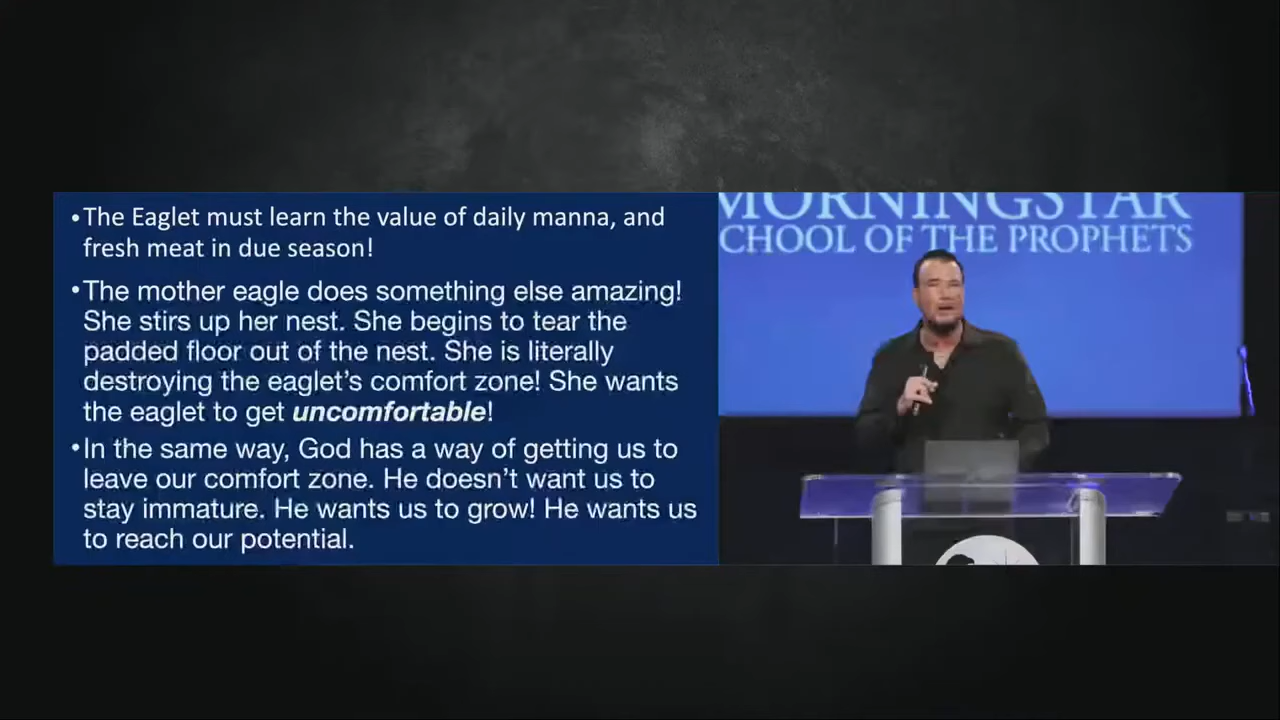 •The Eaglet must learn the value of daily manna, and
fresh meat in due season!
•The mother eagle does something else amazing!
She stirs up her nest. She begins to tear the
padded floor out of the nest. She is literally
destroying the eaglet’s comfort zone! She wants
the eaglet to get uncomfortable!
•In the same way, God has a way of getting us to
leave our comfort zone. He doesn’t want us to
stay immature. He wants us to grow! He wants us
to reach our potential.
MORNINGSTAR
CHOOL OF THE PROPHETS